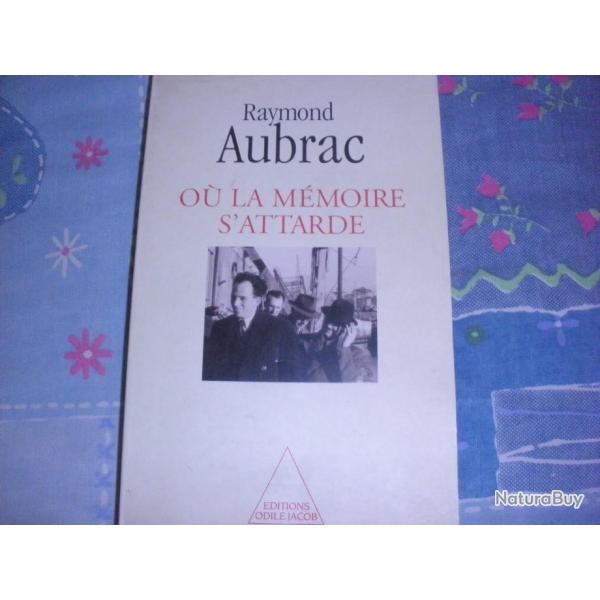 Raymond
Aubrac
OÙ LA MÉMOIRE
S'ATTARDE
EDITIONS
ODILE JACOB
NaturaBuy